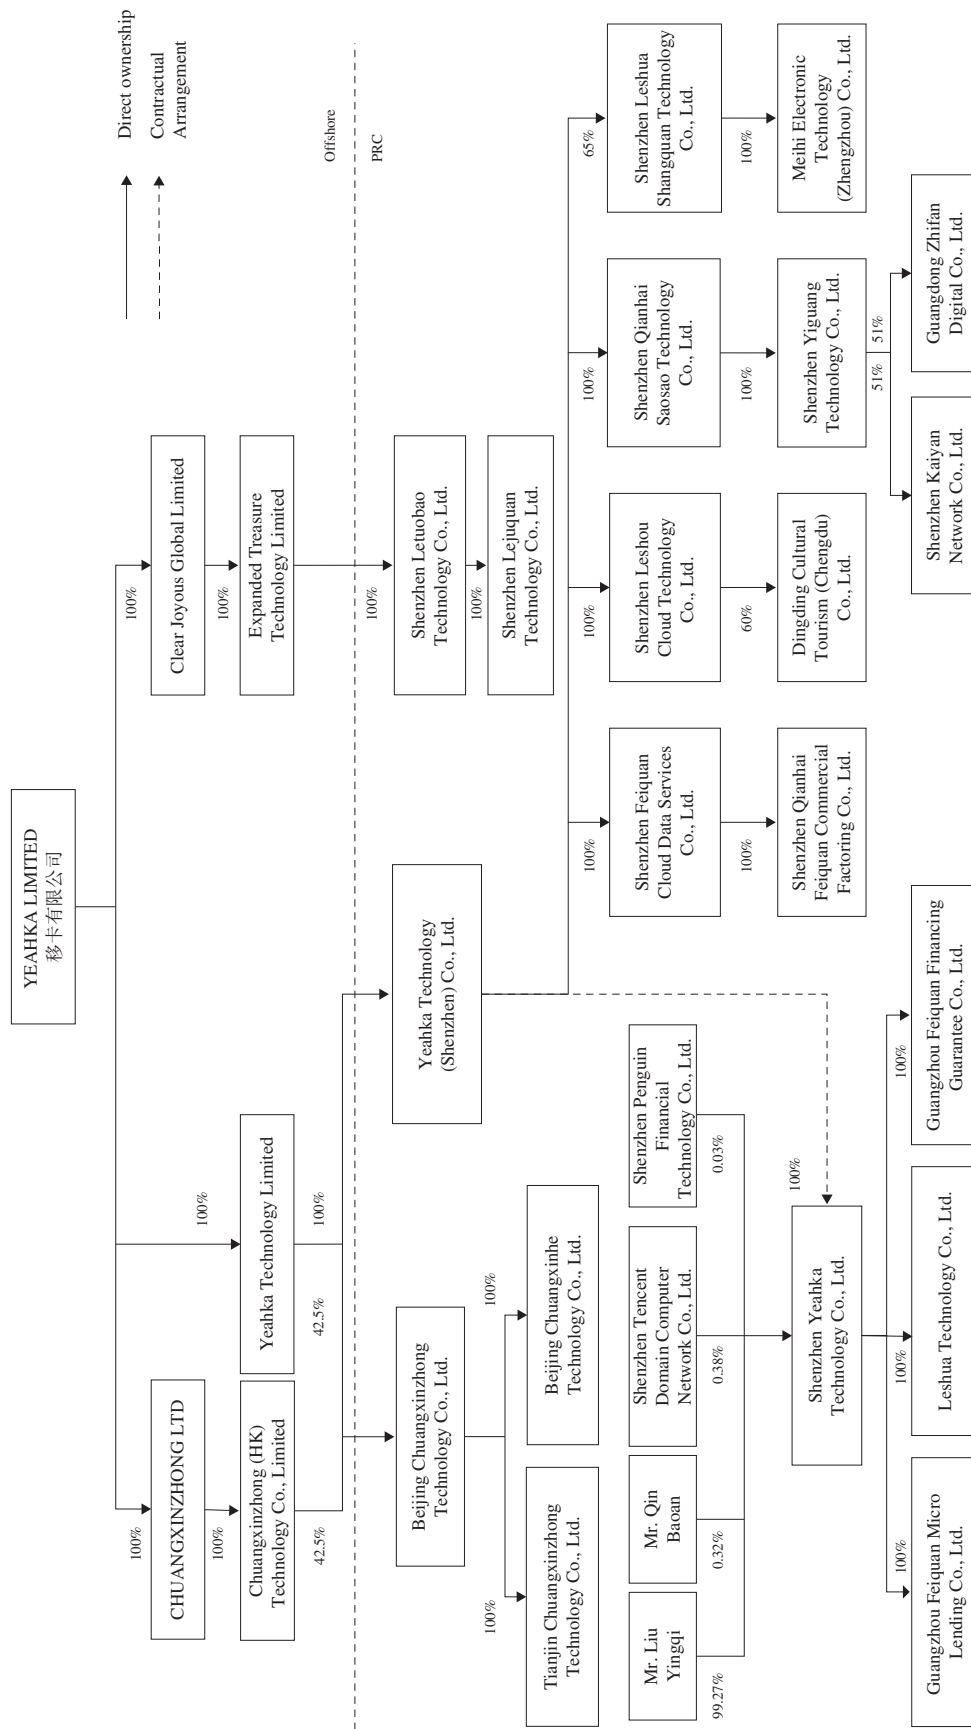 YEAHKA LIMITED
移卡有限公司
Direct ownership
Contractual
Arrangement
100%
100%
100%
CHUANGXINZHONG LTD
Clear Joyous Global Limited
100%
100%
Chuangxinzhong (HK)
Technology Co., Limited
Yeahka Technology Limited
Expanded Treasure
Technology Limited
42.5%
42.5%
100%
Offshore
PRC
100%
Beijing Chuangxinzhong
Technology Co., Ltd.
Yeahka Technology
(Shenzhen) Co., Ltd.
Shenzhen Letuobao
Technology Co., Ltd.
100%
Shenzhen Lejuquan
Technology Co., Ltd.
100%
100%
Tianjin Chuangxinzhong
Technology Co., Ltd.
Beijing Chuangxinhe
Technology Co., Ltd.
100%
100%
100%
65%
Shenzhen Feiquan
Cloud Data Services
Co., Ltd.
Shenzhen Leshou
Cloud Technology
Co., Ltd.
Shenzhen Qianhai
Saosao Technology
Co., Ltd.
Shenzhen Leshua
Shangquan Technology
Co., Ltd.
Mr. Liu
Yingqi
Mr. Qin
Baoan
Shenzhen Tencent
Domain Computer
Network Co., Ltd.
Shenzhen Penguin
Financial
Technology Co., Ltd.
99.27%
0.32%
0.38%
0.03%
100%
60%
100%
100%
100%
Shenzhen Yeahka
Technology Co., Ltd.
Shenzhen Qianhai
Feiquan Commercial
Factoring Co., Ltd.
Dingding Cultural
Tourism (Chengdu)
Co., Ltd.
Shenzhen Yiguang
Technology Co., Ltd.
Meihi Electronic
Technology
(Zhengzhou) Co., Ltd.
100%
100%
100%
51%
51%
Guangzhou Feiquan Micro
Lending Co., Ltd.
Leshua Technology Co., Ltd.
Guangzhou Feiquan Financing
Guarantee Co., Ltd.
Shenzhen Kaiyan
Network Co., Ltd.
Guangdong Zhifan
Digital Co., Ltd.